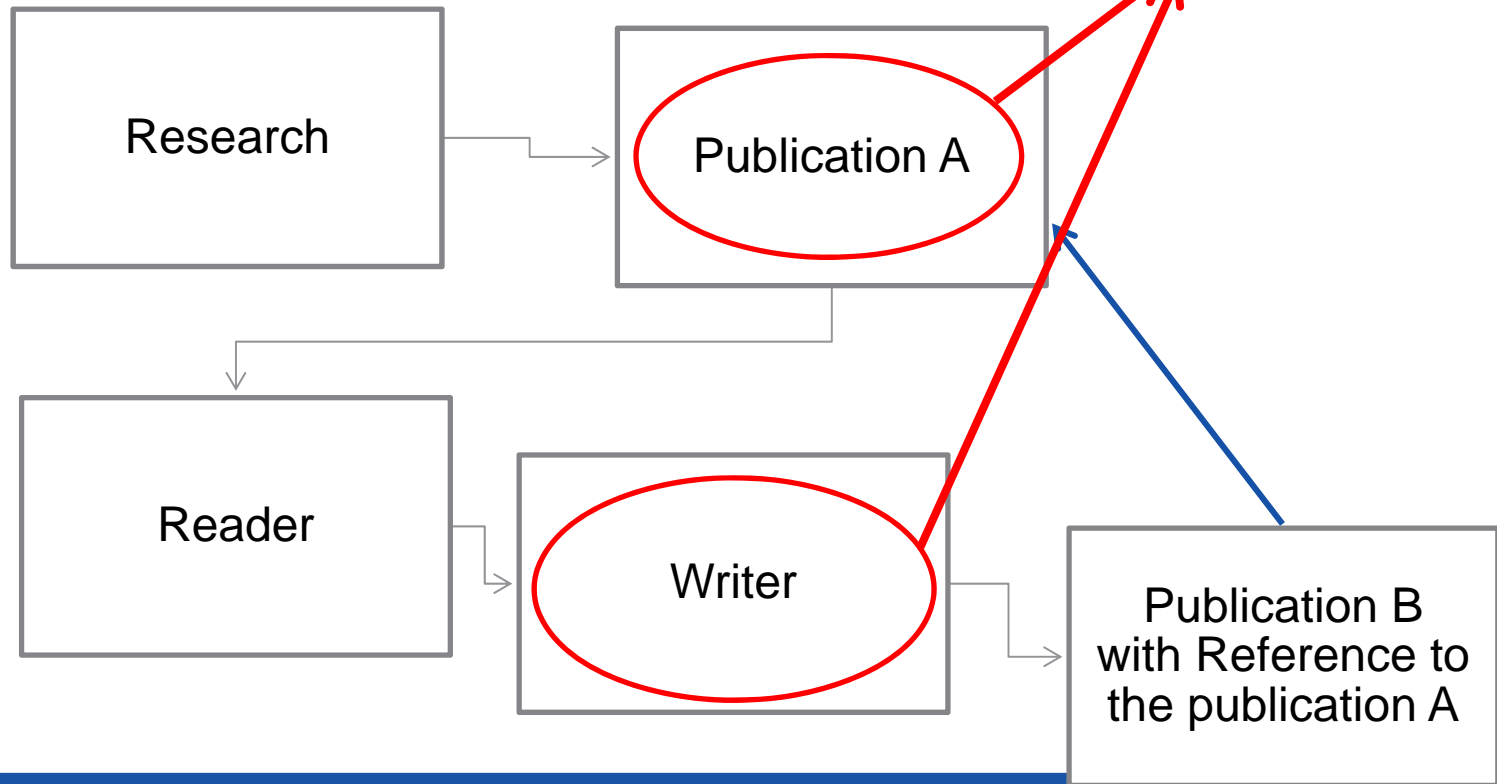 Research
Publication A
Reader
Writer
Publication B
with Reference to
the publication A